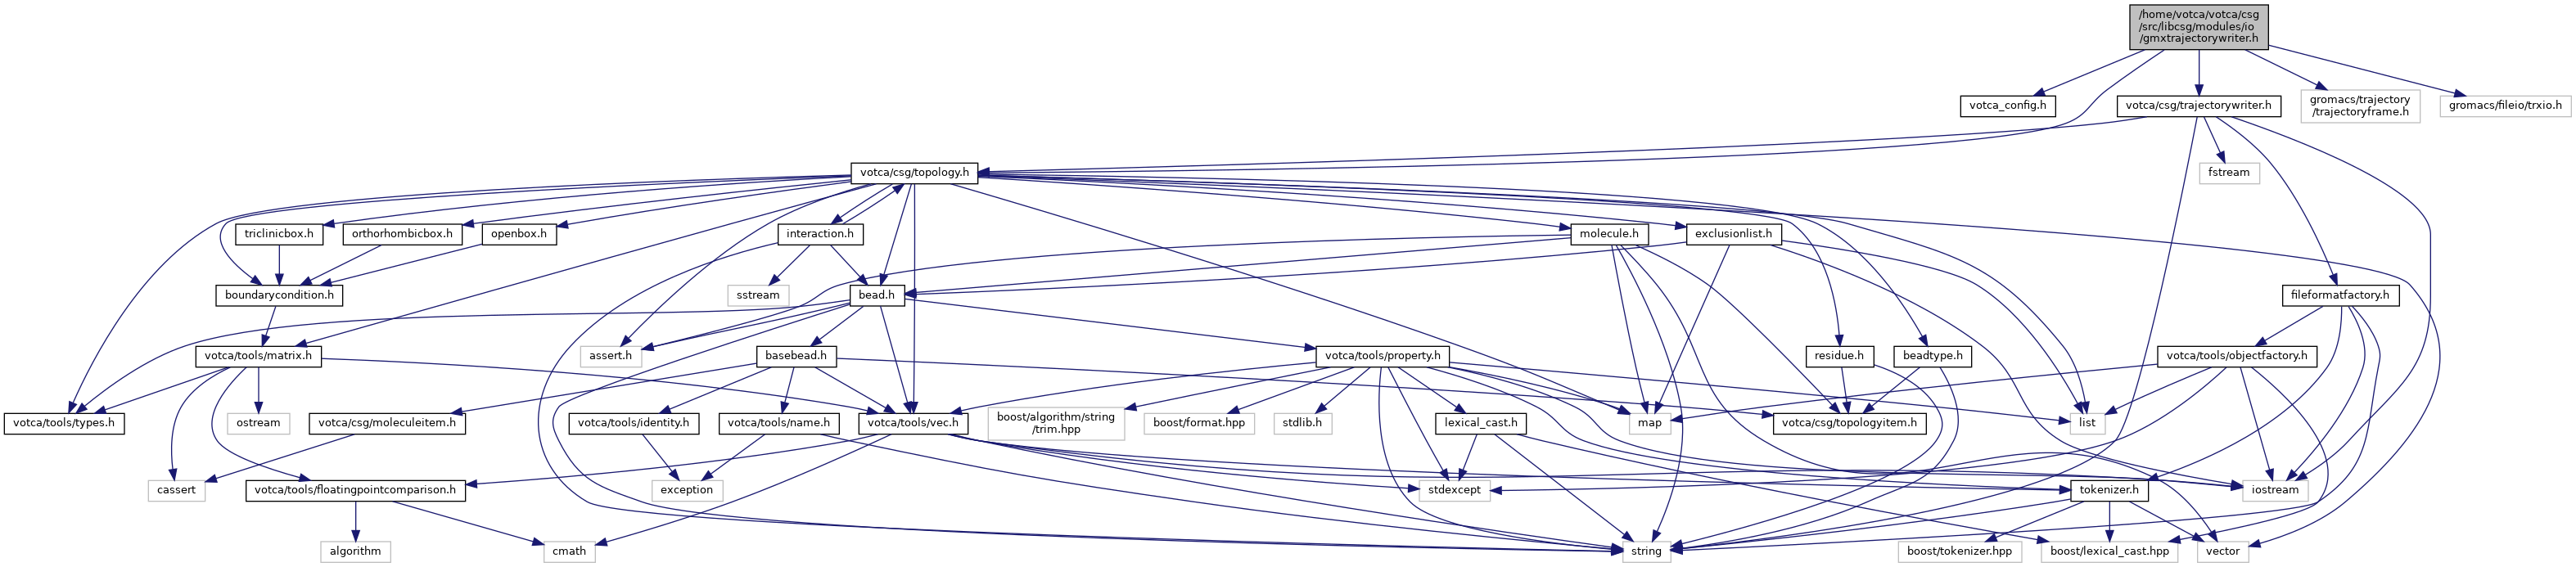 /home/votca/votca/csg
/src/libcsg/modules/io
/gmxtrajectorywriter.h
votca_config.h
votca/csg/trajectorywriter.h
gromacs/trajectory
/trajectoryframe.h
gromacs/fileio/trxio.h
votca/csg/topology.h
fstream
triclinicbox.h
orthorhombicbox.h
openbox.h
interaction.h
molecule.h
exclusionlist.h
boundarycondition.h
sstream
bead.h
fileformatfactory.h
votca/tools/matrix.h
assert.h
basebead.h
votca/tools/property.h
residue.h
beadtype.h
votca/tools/objectfactory.h
votca/tools/types.h
ostream
votca/csg/moleculeitem.h
votca/tools/identity.h
votca/tools/name.h
votca/tools/vec.h
boost/algorithm/string
/trim.hpp
boost/format.hpp
stdlib.h
lexical_cast.h
map
votca/csg/topologyitem.h
list
cassert
votca/tools/floatingpointcomparison.h
exception
stdexcept
tokenizer.h
iostream
algorithm
cmath
string
boost/tokenizer.hpp
boost/lexical_cast.hpp
vector